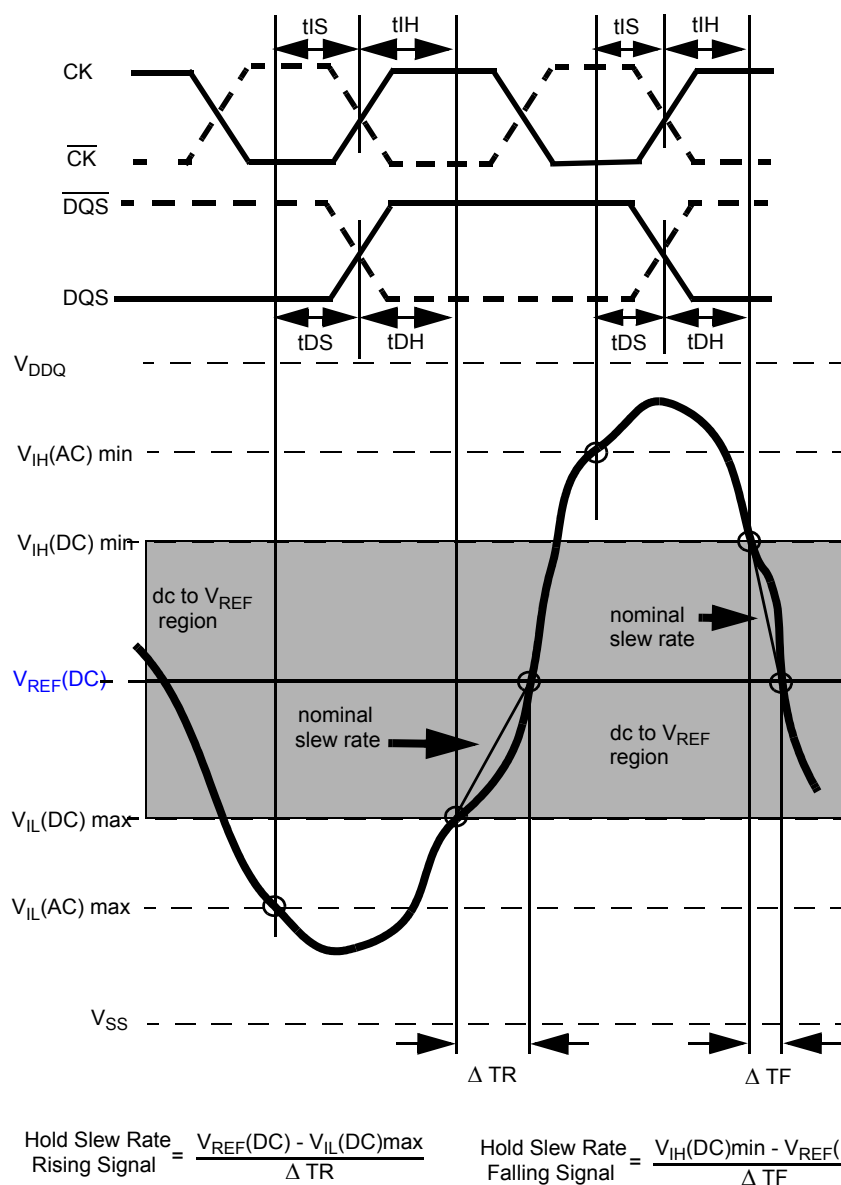 tIS tIH tIS tIH
CK
CK
DQS
DQS
tDS tDH tDS tDH
VDDQ
VIH(AC) min
VIH(DC) min
dc to VREF
region
nominal
slew rate
VREF(DC)
nominal
slew rate
dc to VREF
region
VIL(DC) max
VIL(AC) max
VSS
Δ TR Δ TF
Hold Slew Rate
Rising Signal
= VREF(DC) - VIL(DC)max
Δ TR
Hold Slew Rate
Falling Signal
= VIH(DC)min - VREF(
Δ TF